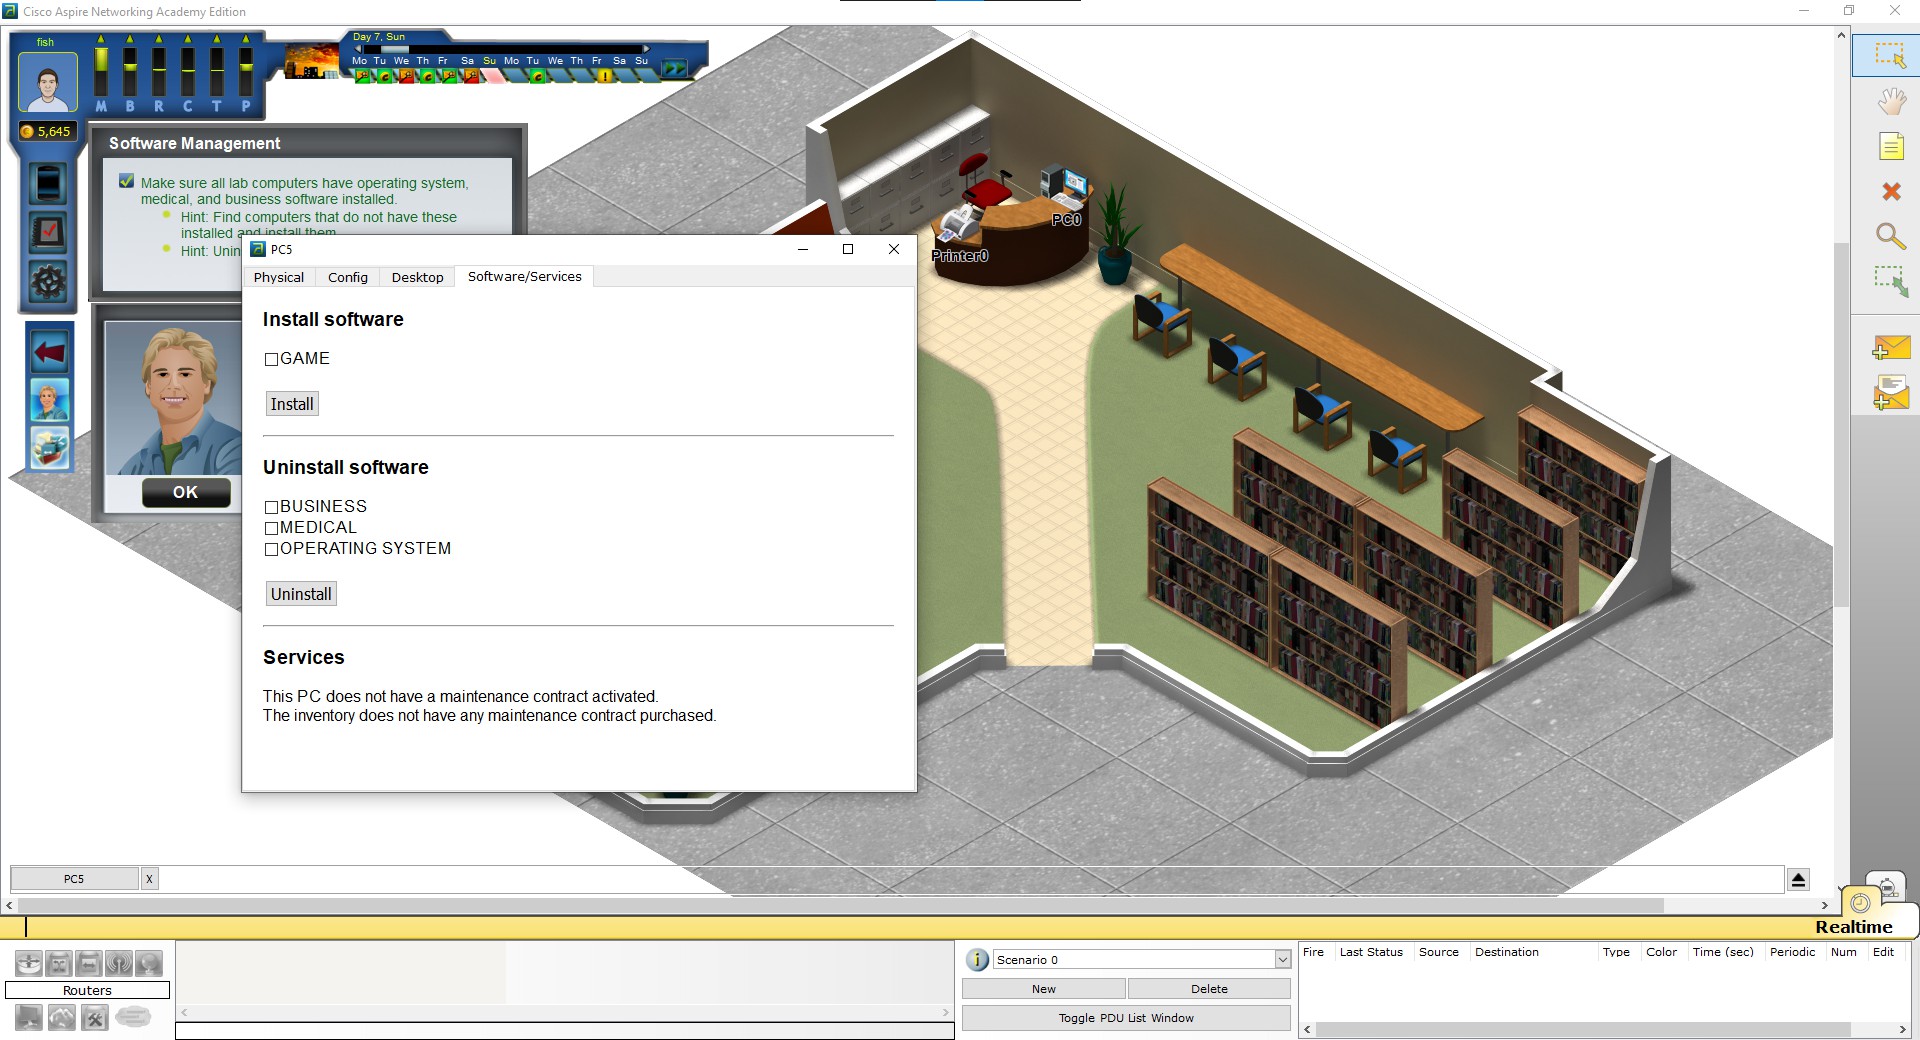 Cisco Aspire Networking Academy Edition
fish
M B R C T P
5,645
Day 7, Sun
Mo Tu We Th Fr Sa Su Mo Tu We Th Fr Sa Su
Software Management
Make sure all lab computers have operating system,
medical, and business software installed.
Hint: Find computers that do not have these
installed and install them
Hint: Unin
OK
PC5
Physical Config Desktop Software/Services
Install software
GAME
Install
Uninstall software
BUSINESS
MEDICAL
OPERATING SYSTEM
Uninstall
Services
This PC does not have a maintenance contract activated.
The inventory does not have any maintenance contract purchased.
PC0
Printer0
PC5 X
Realtime
Routers
Scenario 0
New Delete
Toggle PDU List Window
Fire Last Status Source Destination Type Color Time (sec) Periodic Num Edit